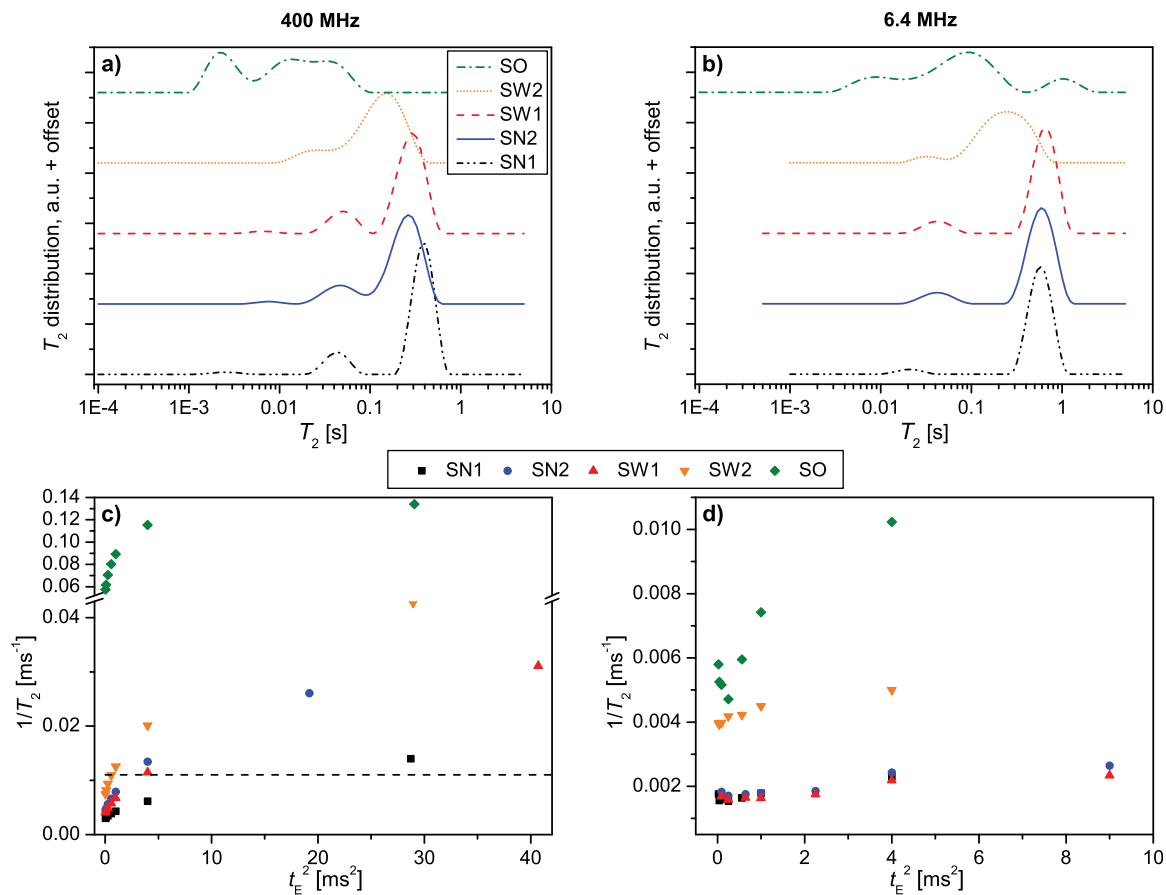 400 MHz
6.4 MHz
a)
SO
SW2
SW1
SN2
SN1
T2 distribution, a.u. + offset
1E-4 1E-3 0.01 0.1 1 10
T2 [s]
b)
T2 distribution, a.u. + offset
1E-4 1E-3 0.01 0.1 1 10
T2 [s]
SN1 SN2 SW1 SW2 SO
c)
0.14
0.12
0.10
0.08
0.06
0.04
0.02
0.00
1/T2 [ms-1]
0 10 20 30 40
tE2 [ms2]
d)
0.010
0.008
0.006
0.004
0.002
1/T2 [ms-1]
0 2 4 6 8 10
tE2 [ms2]